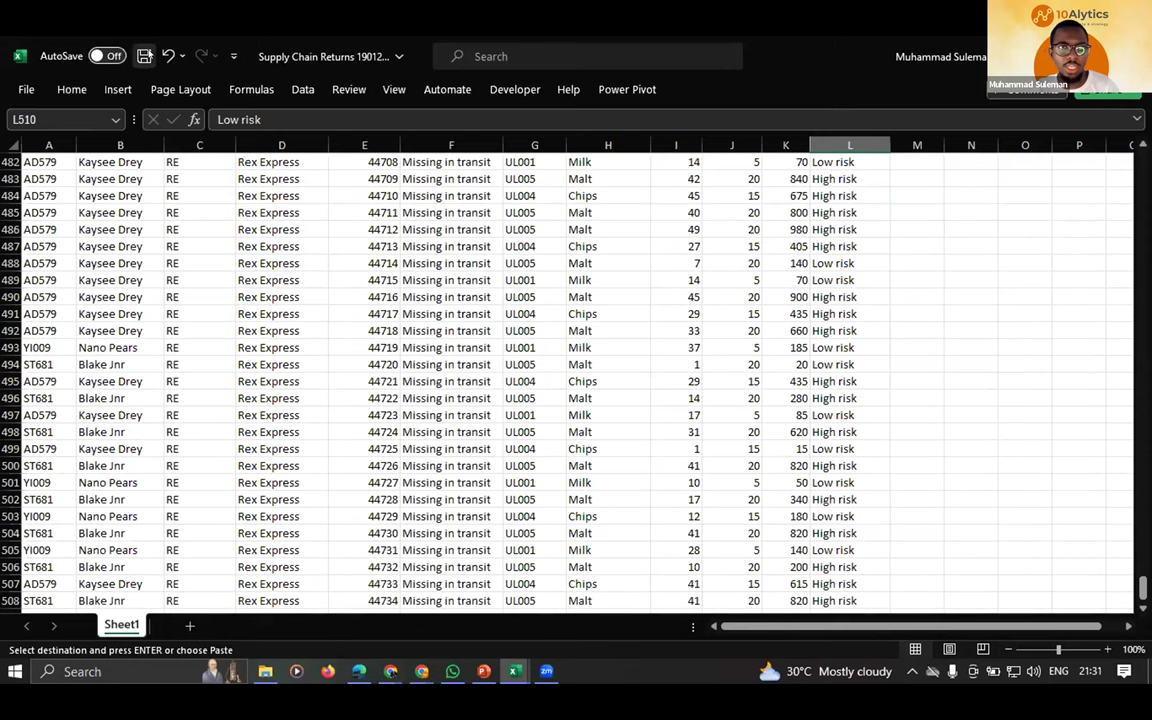 10Alytics
AutoSave Off Supply Chain Returns 19012... Search Muhammad Sulema
Muhammad Suleman
File Home Insert Page Layout Formulas Data Review View Automate Developer Help Power Pivot
L510 fx Low risk
A B C D E F G H I J K L M N O P
482 AD579 Kaysee Drey RE Rex Express 44708 Missing in transit UL001 Milk 14 5 70 Low risk
483 AD579 Kaysee Drey RE Rex Express 44709 Missing in transit UL005 Malt 42 20 840 High risk
484 AD579 Kaysee Drey RE Rex Express 44710 Missing in transit UL004 Chips 45 15 675 High risk
485 AD579 Kaysee Drey RE Rex Express 44711 Missing in transit UL005 Malt 40 20 800 High risk
486 AD579 Kaysee Drey RE Rex Express 44712 Missing in transit UL005 Malt 49 20 980 High risk
487 AD579 Kaysee Drey RE Rex Express 44713 Missing in transit UL004 Chips 27 15 405 High risk
488 AD579 Kaysee Drey RE Rex Express 44714 Missing in transit UL005 Malt 7 20 140 Low risk
489 AD579 Kaysee Drey RE Rex Express 44715 Missing in transit UL001 Milk 14 5 70 Low risk
490 AD579 Kaysee Drey RE Rex Express 44716 Missing in transit UL005 Malt 45 20 900 High risk
491 AD579 Kaysee Drey RE Rex Express 44717 Missing in transit UL004 Chips 29 15 435 High risk
492 AD579 Kaysee Drey RE Rex Express 44718 Missing in transit UL005 Malt 33 20 660 High risk
493 YI009 Nano Pears RE Rex Express 44719 Missing in transit UL001 Milk 37 5 185 Low risk
494 ST681 Blake Jnr RE Rex Express 44720 Missing in transit UL005 Malt 1 20 20 Low risk
495 AD579 Kaysee Drey RE Rex Express 44721 Missing in transit UL004 Chips 29 15 435 High risk
496 ST681 Blake Jnr RE Rex Express 44722 Missing in transit UL005 Malt 14 20 280 High risk
497 AD579 Kaysee Drey RE Rex Express 44723 Missing in transit UL001 Milk 17 5 85 Low risk
498 ST681 Blake Jnr RE Rex Express 44724 Missing in transit UL005 Malt 31 20 620 High risk
499 AD579 Kaysee Drey RE Rex Express 44725 Missing in transit UL004 Chips 1 15 15 Low risk
500 ST681 Blake Jnr RE Rex Express 44726 Missing in transit UL005 Malt 41 20 820 High risk
501 YI009 Nano Pears RE Rex Express 44727 Missing in transit UL001 Milk 10 5 50 Low risk
502 ST681 Blake Jnr RE Rex Express 44728 Missing in transit UL005 Malt 17 20 340 High risk
503 YI009 Nano Pears RE Rex Express 44729 Missing in transit UL004 Chips 12 15 180 Low risk
504 ST681 Blake Jnr RE Rex Express 44730 Missing in transit UL005 Malt 41 20 820 High risk
505 YI009 Nano Pears RE Rex Express 44731 Missing in transit UL001 Milk 28 5 140 Low risk
506 ST681 Blake Jnr RE Rex Express 44732 Missing in transit UL005 Malt 10 20 200 High risk
507 AD579 Kaysee Drey RE Rex Express 44733 Missing in transit UL004 Chips 41 15 615 High risk
508 ST681 Blake Jnr RE Rex Express 44734 Missing in transit UL005 Malt 41 20 820 High risk
Sheet1
Select destination and press ENTER or choose Paste 100%
Search 30°C Mostly cloudy ENG 21:31